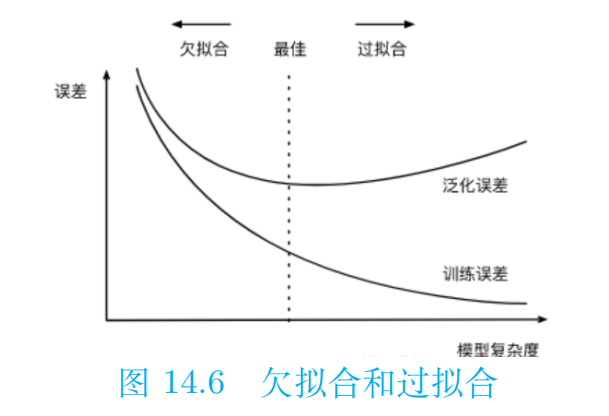 欠拟合 最佳 过拟合
误差
泛化误差
训练误差
模型复杂度
图 14.6 欠拟合和过拟合